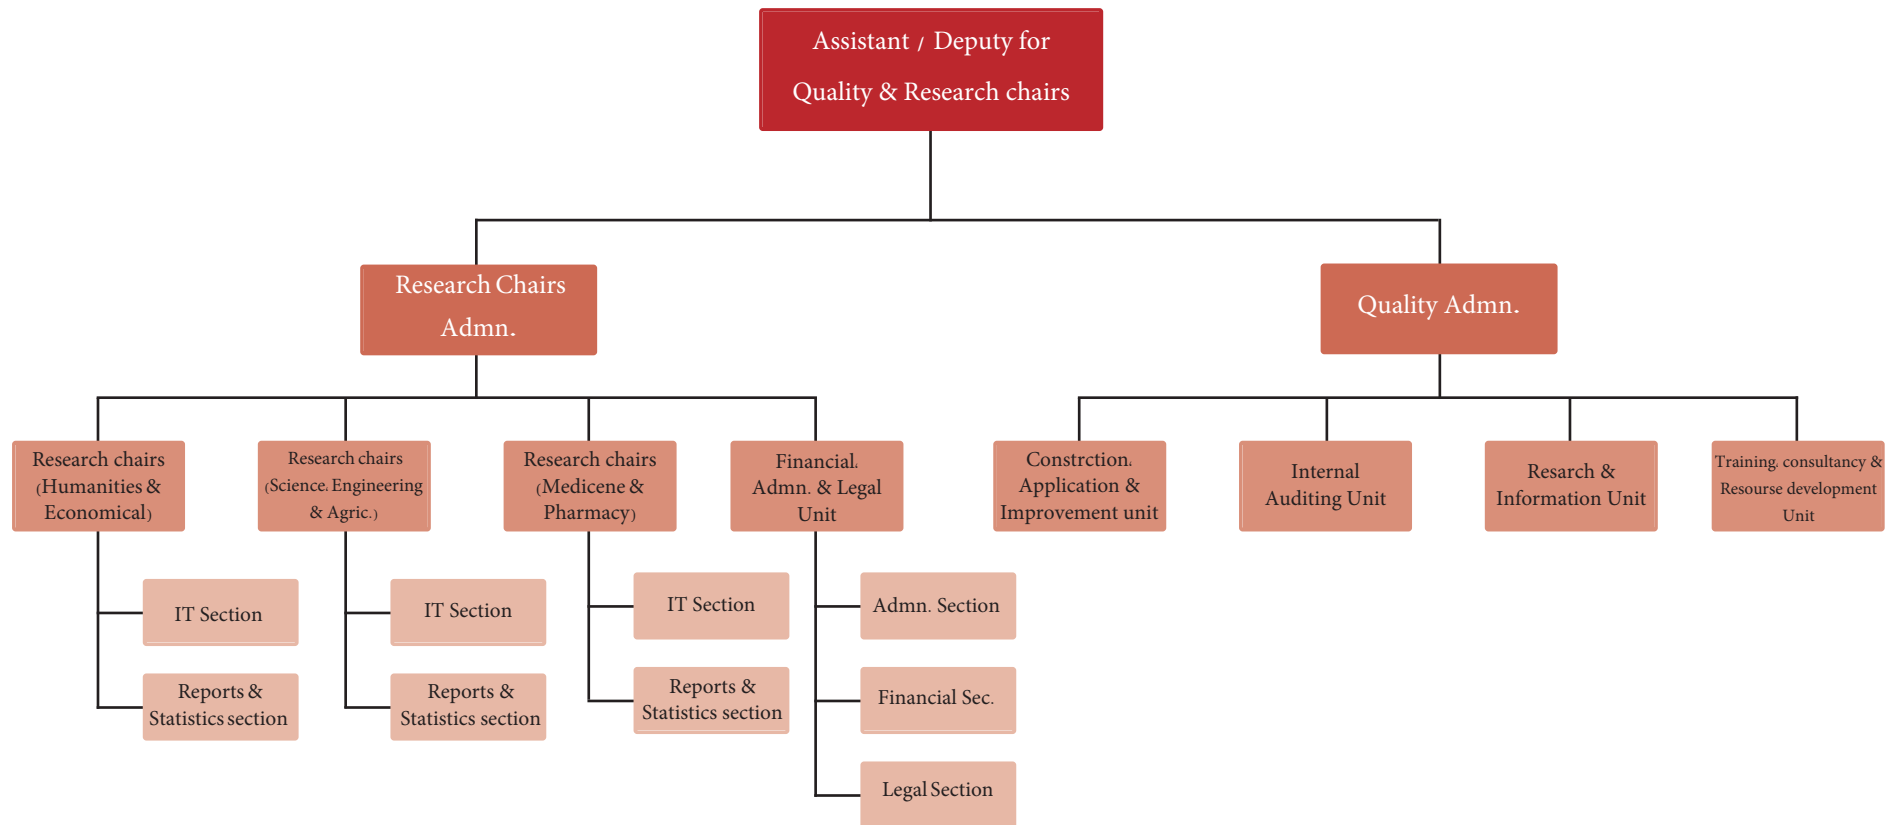 Assistant / Deputy for
Quality & Research chairs
Research Chairs
Admn.
Quality Admn.
Research chairs
(Humanities &
Economical)
Research chairs
(Science, Engineering
& Agric.)
Research chairs
(Medicene &
Pharmacy)
Financial,
Admn. & Legal
Unit
Constrction,
Application &
Improvement unit
Internal
Auditing Unit
Resarch &
Information Unit
Training, consultancy &
Resourse development
Unit
IT Section
Reports &
Statistics section
IT Section
Reports &
Statistics section
IT Section
Reports &
Statistics section
Admn. Section
Financial Sec.
Legal Section